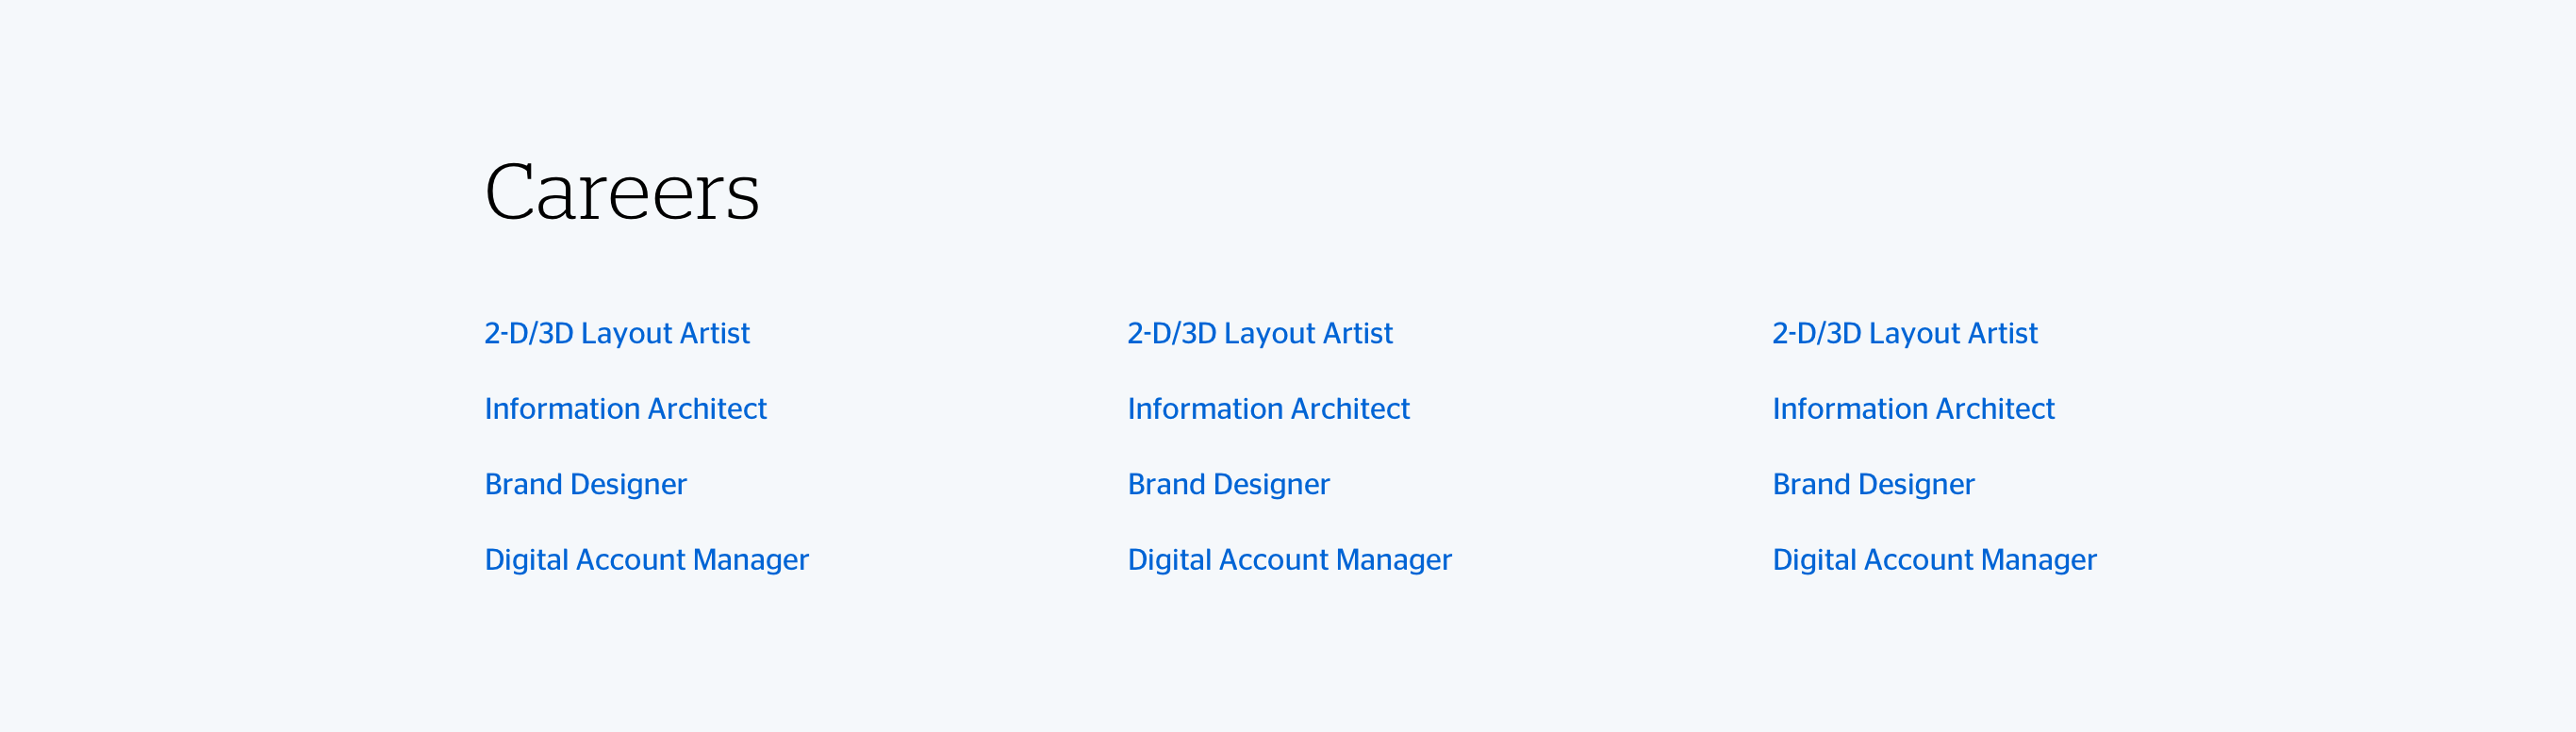 Careers
2-D/3D Layout Artist
Information Architect
Brand Designer
Digital Account Manager
2-D/3D Layout Artist
Information Architect
Brand Designer
Digital Account Manager
2-D/3D Layout Artist
Information Architect
Brand Designer
Digital Account Manager